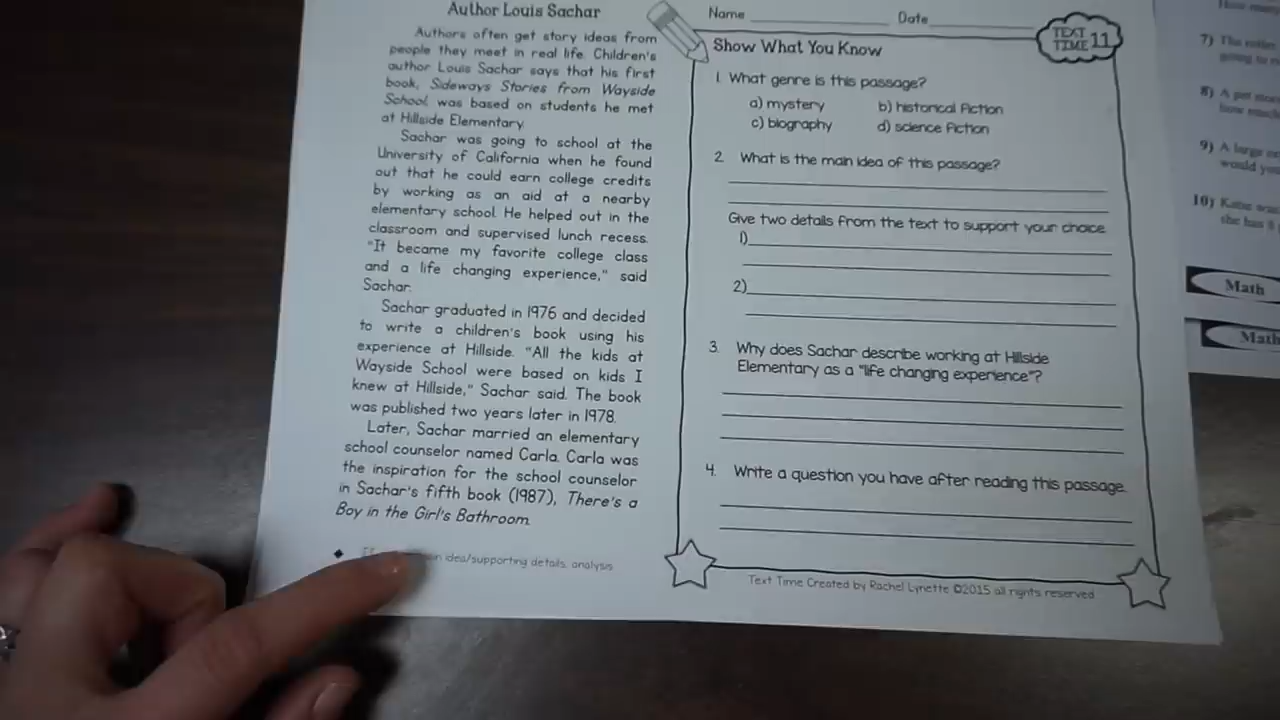 Author Louis Sachar
Authors often get story ideas from
people they meet in real life. Children's
author Louis Sachar says that his first
book, Sideways Stories from Wayside
School, was based on students he met
at Hillside Elementary.
Sachar was going to school at the
University of California when he found
out that he could earn college credits
by working as an aid at a nearby
elementary school. He helped out in the
classroom and supervised lunch recess.
"It became my favorite college class
and a life changing experience," said
Sachar.
Sachar graduated in 1976 and decided
to write a children's book using his
experience at Hillside. "All the kids at
Wayside School were based on kids I
knew at Hillside," Sachar said. The book
was published two years later in 1978.
Later, Sachar married an elementary
school counselor named Carla. Carla was
the inspiration for the school counselor
in Sachar's fifth book (1987), There's a
Boy in the Girl's Bathroom.
idea/supporting details, analysis
Name Date
TEXT
TIME 11
Show What You Know
1. What genre is this passage?
a) mystery b) historical fiction
c) biography d) science fiction
2. What is the main idea of this passage?
Give two details from the text to support your choice.
1)
2)
3. Why does Sachar describe working at Hillside
Elementary as a "life changing experience"?
4. Write a question you have after reading this passage.
Text Time Created by Rachel Lynette ©2015 all rights reserved
7) The
going to
8) A pet
how much
9) A large
would you
10) Katie
she has
Math
Math